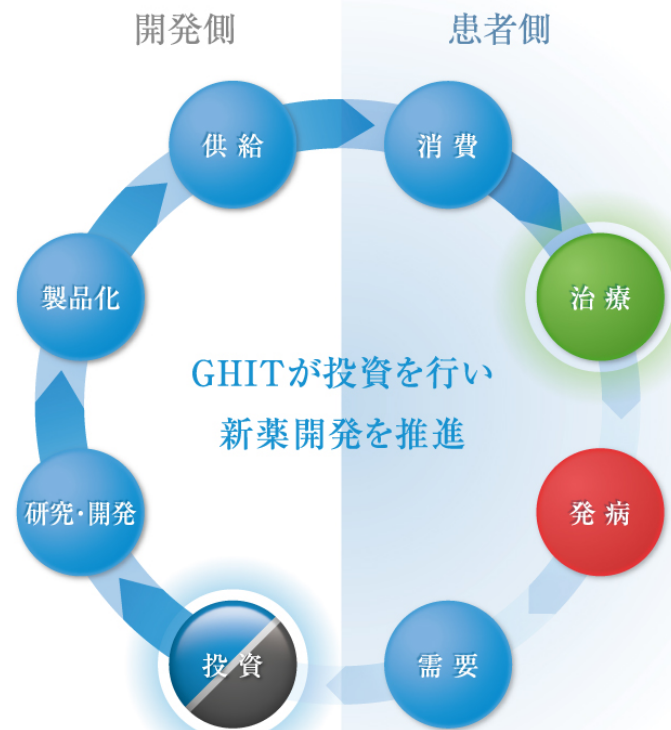 開発側
患者側
供給
消費
製品化
治療
GHITが投資を行い
新薬開発を推進
研究・開発
発病
投資
需要